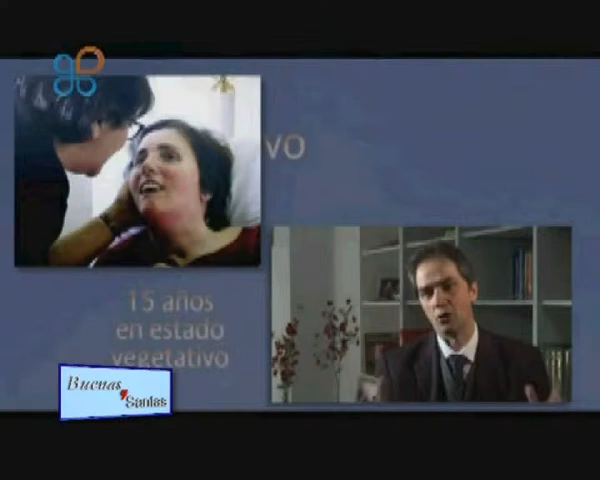 VO
15 años
en estado
vegetativo
Buenas
y Santas